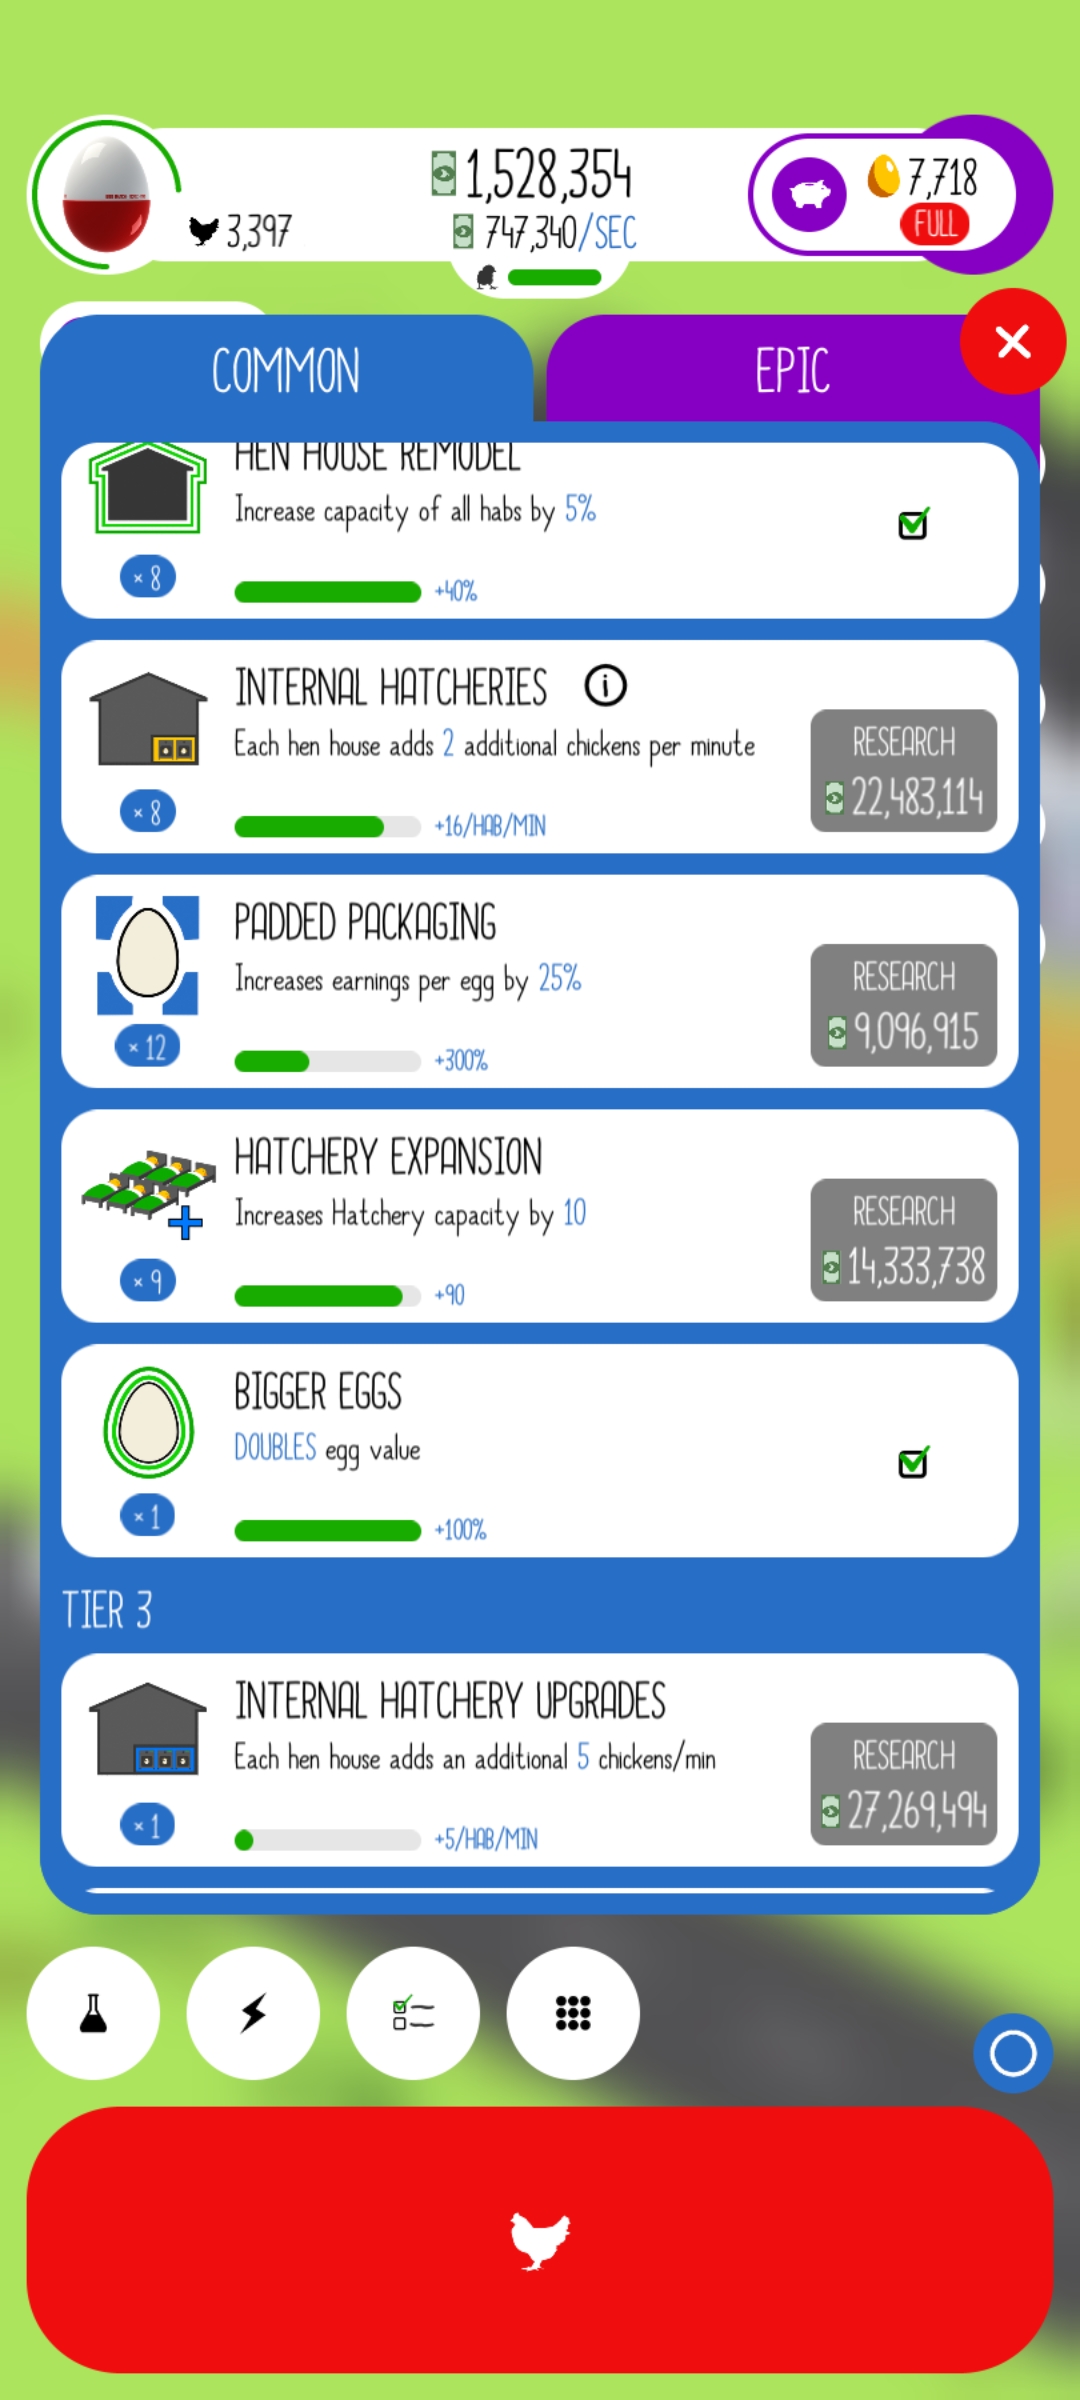 1,528,354
3,397
747,340/SEC
7,718
FULL
COMMON
EPIC
HEN HOUSE REMODEL
Increase capacity of all habs by 5%
× 8
+40%
INTERNAL HATCHERIES i
Each hen house adds 2 additional chickens per minute
RESEARCH
22,483,114
× 8
+16/HAB/MIN
PADDED PACKAGING
Increases earnings per egg by 25%
RESEARCH
9,096,915
× 12
+300%
HATCHERY EXPANSION
Increases Hatchery capacity by 10
RESEARCH
14,333,738
× 9
+90
BIGGER EGGS
DOUBLES egg value
× 1
+100%
TIER 3
INTERNAL HATCHERY UPGRADES
Each hen house adds an additional 5 chickens/min
RESEARCH
27,269,494
× 1
+5/HAB/MIN